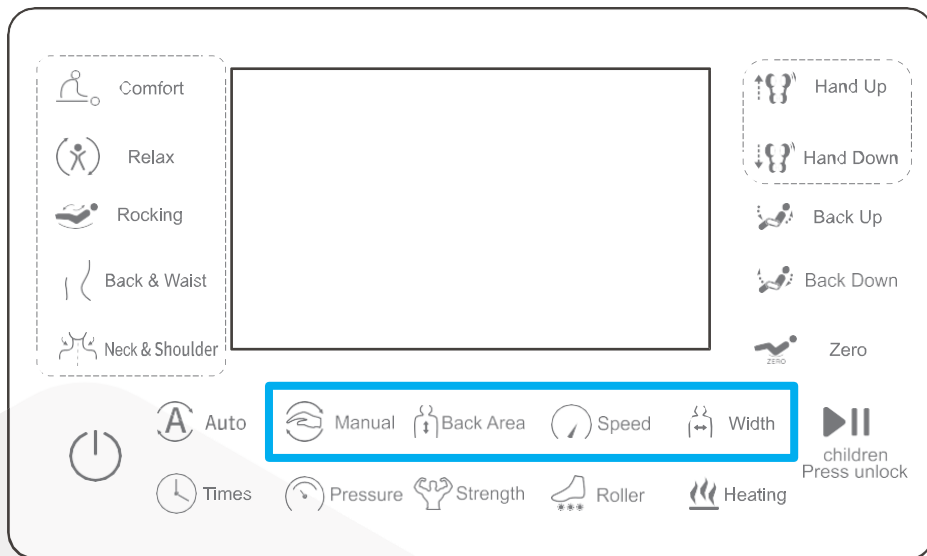 Comfort
Relax
Rocking
Back & Waist
Neck & Shoulder
Hand Up
Hand Down
Back Up
Back Down
ZERO
Zero
A Auto
Manual
Back Area
Speed
Width
children
Press unlock
Times
Pressure
Strength
Roller
Heating